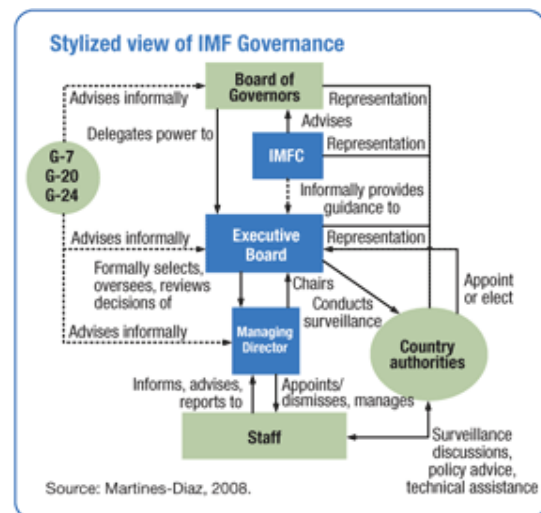 Stylized view of IMF Governance
Board of
Governors
Advises informally
Representation
Delegates power to
Advises
G-7
G-20
G-24
IMFC
Representation
Informally provides
guidance to
Advises informally
Executive
Board
Representation
Formally selects,
oversees, reviews
decisions of
Chairs
Conducts
surveillance
Appoint
or elect
Advises informally
Managing
Director
Country
authorities
Informs, advises,
reports to
Appoints/
dismisses, manages
Staff
Surveillance
discussions,
policy advice,
technical assistance
Source: Martines-Diaz, 2008.